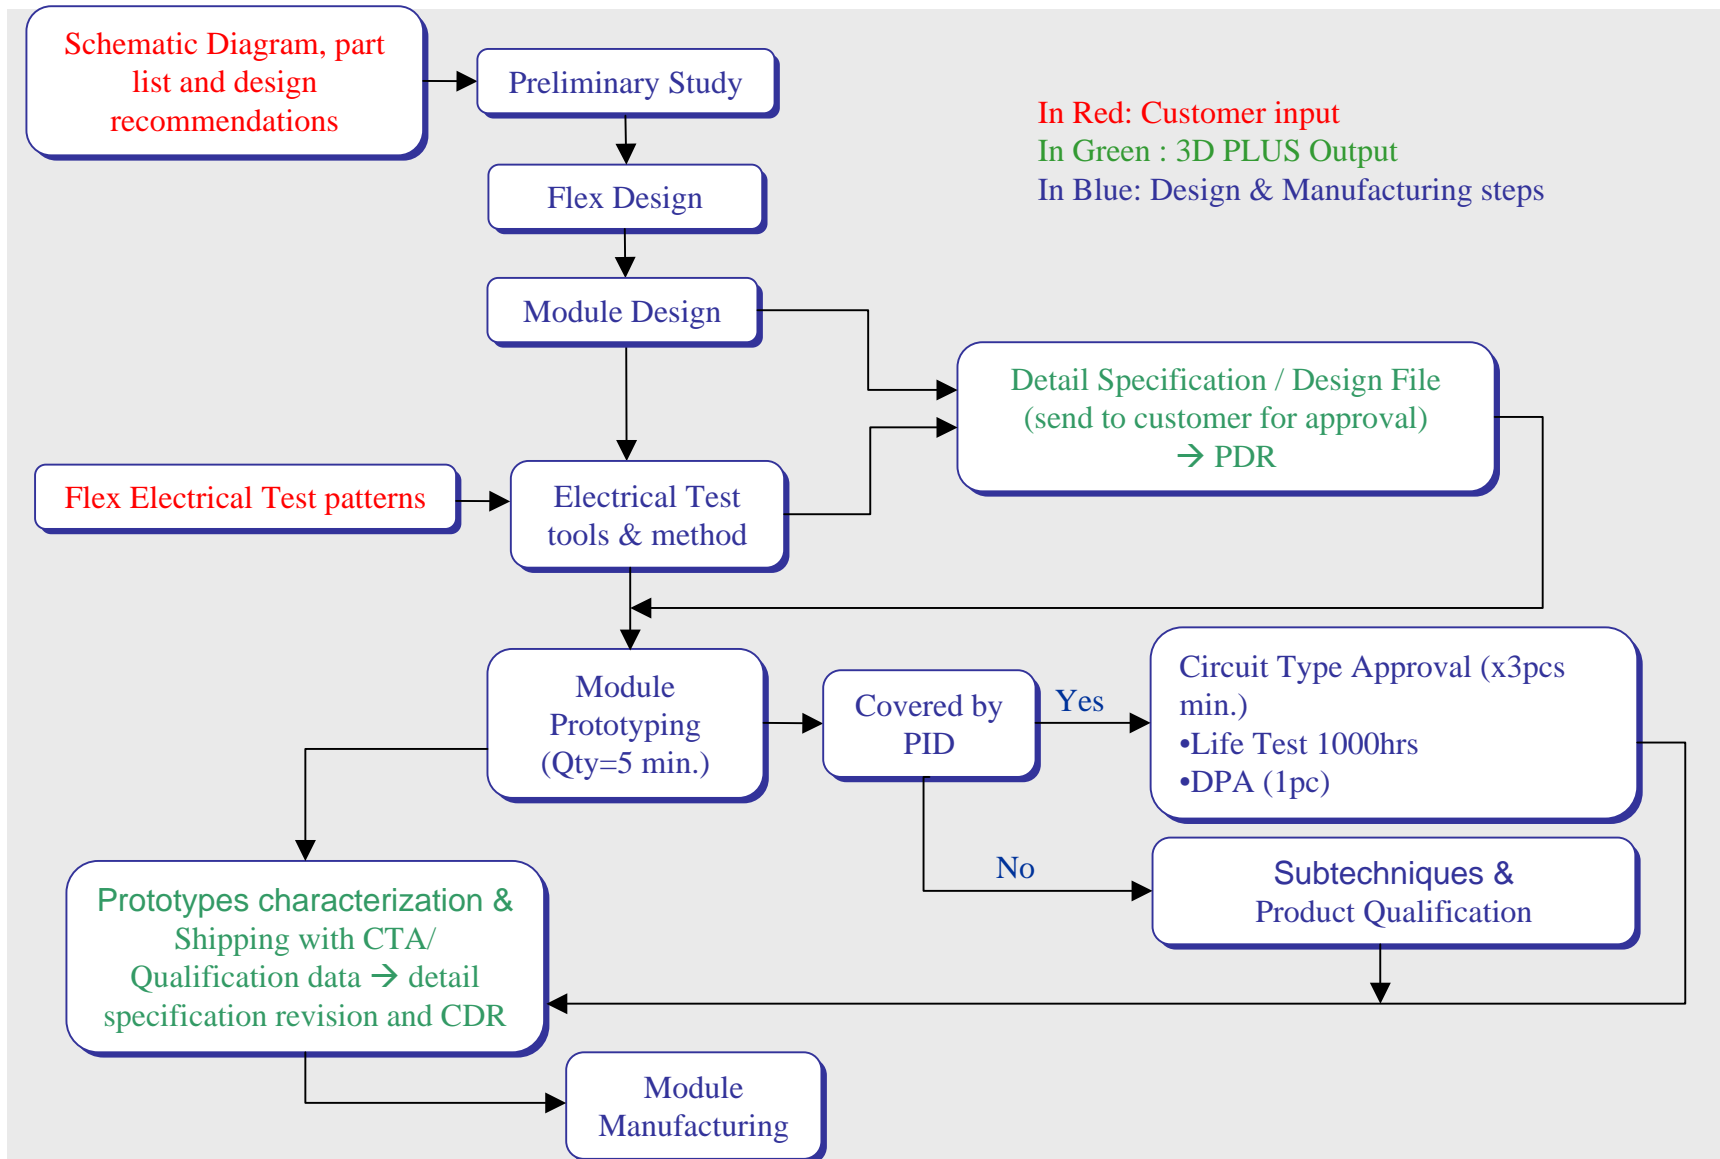 Schematic Diagram, part
list and design
recommendations
Preliminary Study
In Red: Customer input
In Green : 3D PLUS Output
In Blue: Design & Manufacturing steps
Flex Design
Module Design
Detail Specification / Design File
(send to customer for approval)
→ PDR
Flex Electrical Test patterns
Electrical Test
tools & method
Module
Prototyping
(Qty=5 min.)
Covered by
PID
Yes
Circuit Type Approval (x3pcs
min.)
•Life Test 1000hrs
•DPA (1pc)
No
Subtechniques &
Product Qualification
Prototypes characterization &
Shipping with CTA/
Qualification data → detail
specification revision and CDR
Module
Manufacturing